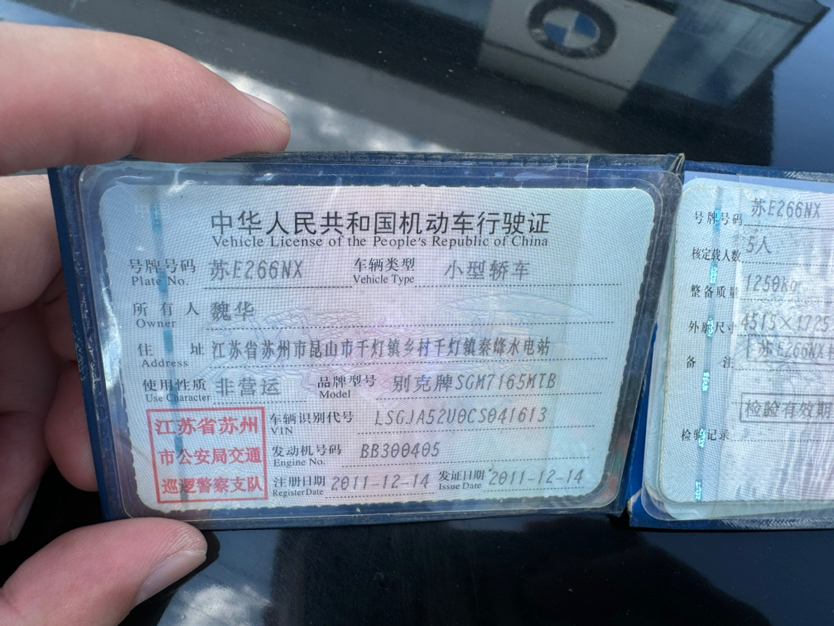 中华人民共和国机动车行驶证
Vehicle License of the People's Republic of China
号牌号码 苏E266NX 车辆类型 小型轿车
Plate No. Vehicle Type
所有人 魏华
Owner
住址 江苏省苏州市昆山市千灯镇乡村千灯镇秦峰水电站
Address
使用性质 非营运 品牌型号 别克牌SGM7165MTB
Use Character Model
江苏省苏州
市公安局交通
巡逻警察支队
车辆识别代号 LSGJA52U0CS041613
VIN
发动机号码 BB300405
Engine No.
注册日期 2011-12-14 发证日期 2011-12-14
Register Date Issue Date
号牌号码 苏E266NX
核定载人数 5人
整备质量 1250Kg
外廓尺寸 4515×1725
备注 苏E266NX
检验有效期
检验记录